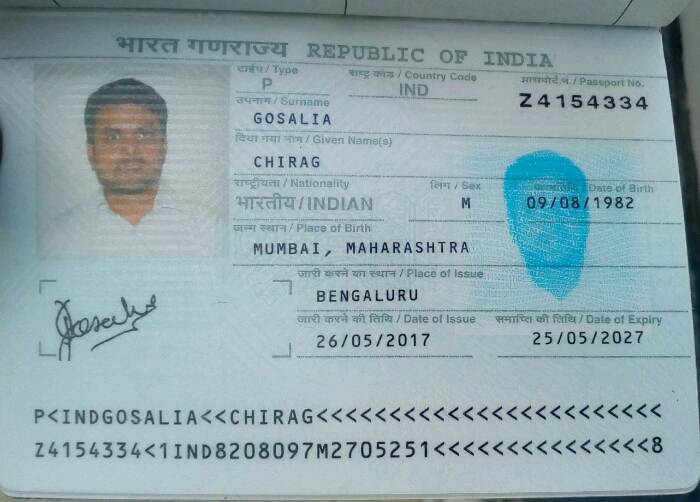 भारत गणराज्य REPUBLIC OF INDIA
टाईप / Type
P
राष्ट्र कोड / Country Code
IND
पासपोर्ट न. / Passport No.
Z4154334
उपनाम / Surname
GOSALIA
दिया गया नाम / Given Name(s)
CHIRAG
राष्ट्रीयता / Nationality
भारतीय / INDIAN
लिंग / Sex
M
Date of Birth
09/08/1982
जन्म स्थान / Place of Birth
MUMBAI, MAHARASHTRA
जारी करने का स्थान / Place of Issue
BENGALURU
जारी करने की तिथि / Date of Issue
26/05/2017
समाप्ति की तिथि / Date of Expiry
25/05/2027
P<INDGOSALIA<<CHIRAG<<<<<<<<<<<<<<<<<<<<<<<<
Z4154334<1IND8208097M2705251<<<<<<<<<<<<<<<8